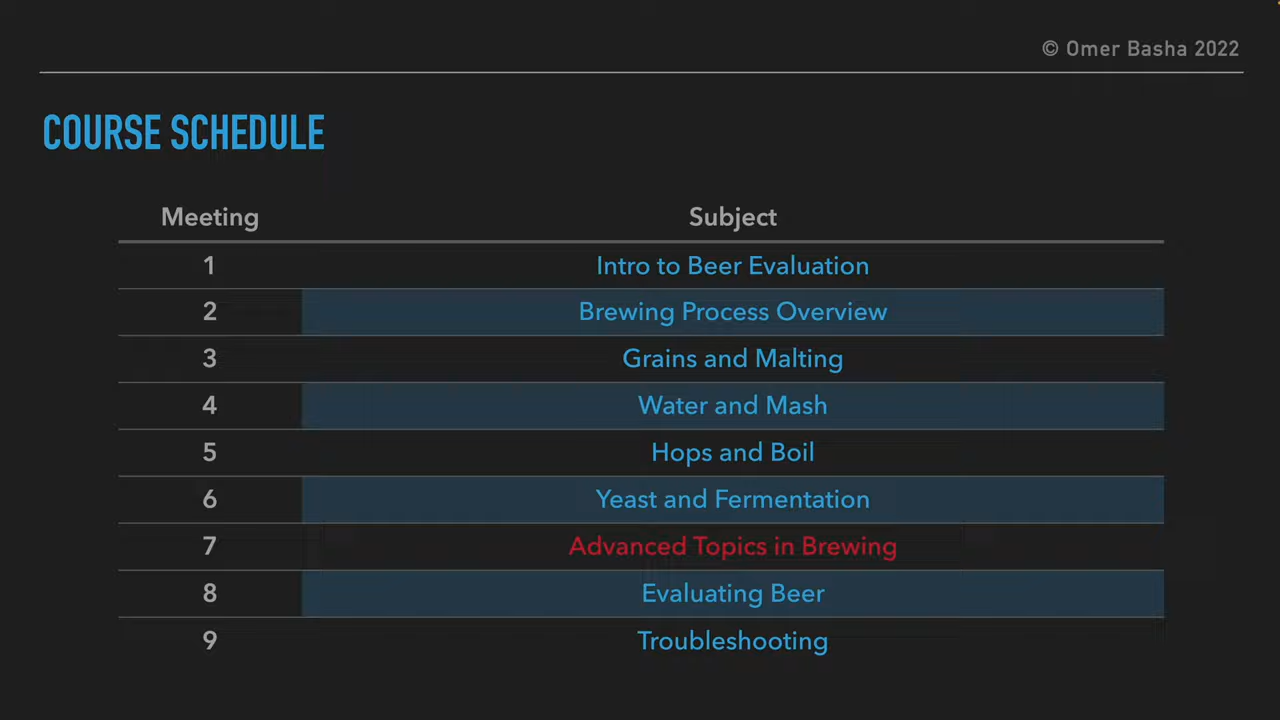 © Omer Basha 2022
COURSE SCHEDULE
Meeting Subject
1 Intro to Beer Evaluation
2 Brewing Process Overview
3 Grains and Malting
4 Water and Mash
5 Hops and Boil
6 Yeast and Fermentation
7 Advanced Topics in Brewing
8 Evaluating Beer
9 Troubleshooting